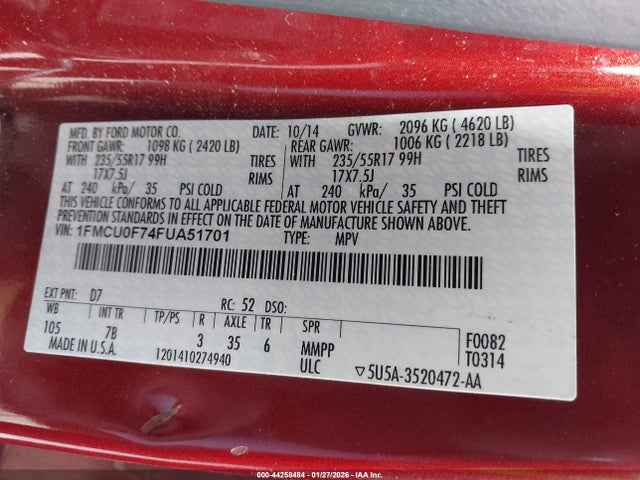 MFD. BY FORD MOTOR CO. DATE: 10/14 GVWR: 2096 KG ( 4620 LB)
FRONT GAWR: 1098 KG ( 2420 LB) REAR GAWR: 1006 KG ( 2218 LB)
WITH 235/55R17 99H TIRES WITH 235/55R17 99H TIRES
17X7.5J RIMS 17X7.5J RIMS
AT 240 kPa/ 35 PSI COLD AT 240 kPa/ 35 PSI COLD
THIS VEHICLE CONFORMS TO ALL APPLICABLE FEDERAL MOTOR VEHICLE SAFETY AND THEFT
PREVENTION STANDARDS IN EFFECT ON THE DATE OF MANUFACTURE SHOWN ABOVE.
VIN: 1FMCU0F74FUA51701 TYPE: MPV
EXT PNT: D7 RC: 52 DSO:
WB INT TR TP/PS R AXLE TR SPR
105 7B 3 35 6 MMPP F0082
MADE IN U.S.A. 1201410274940 ULC T0314
▽5U5A-3520472-AA
000-44258484 - 01/27/2026 - IAAI.COM